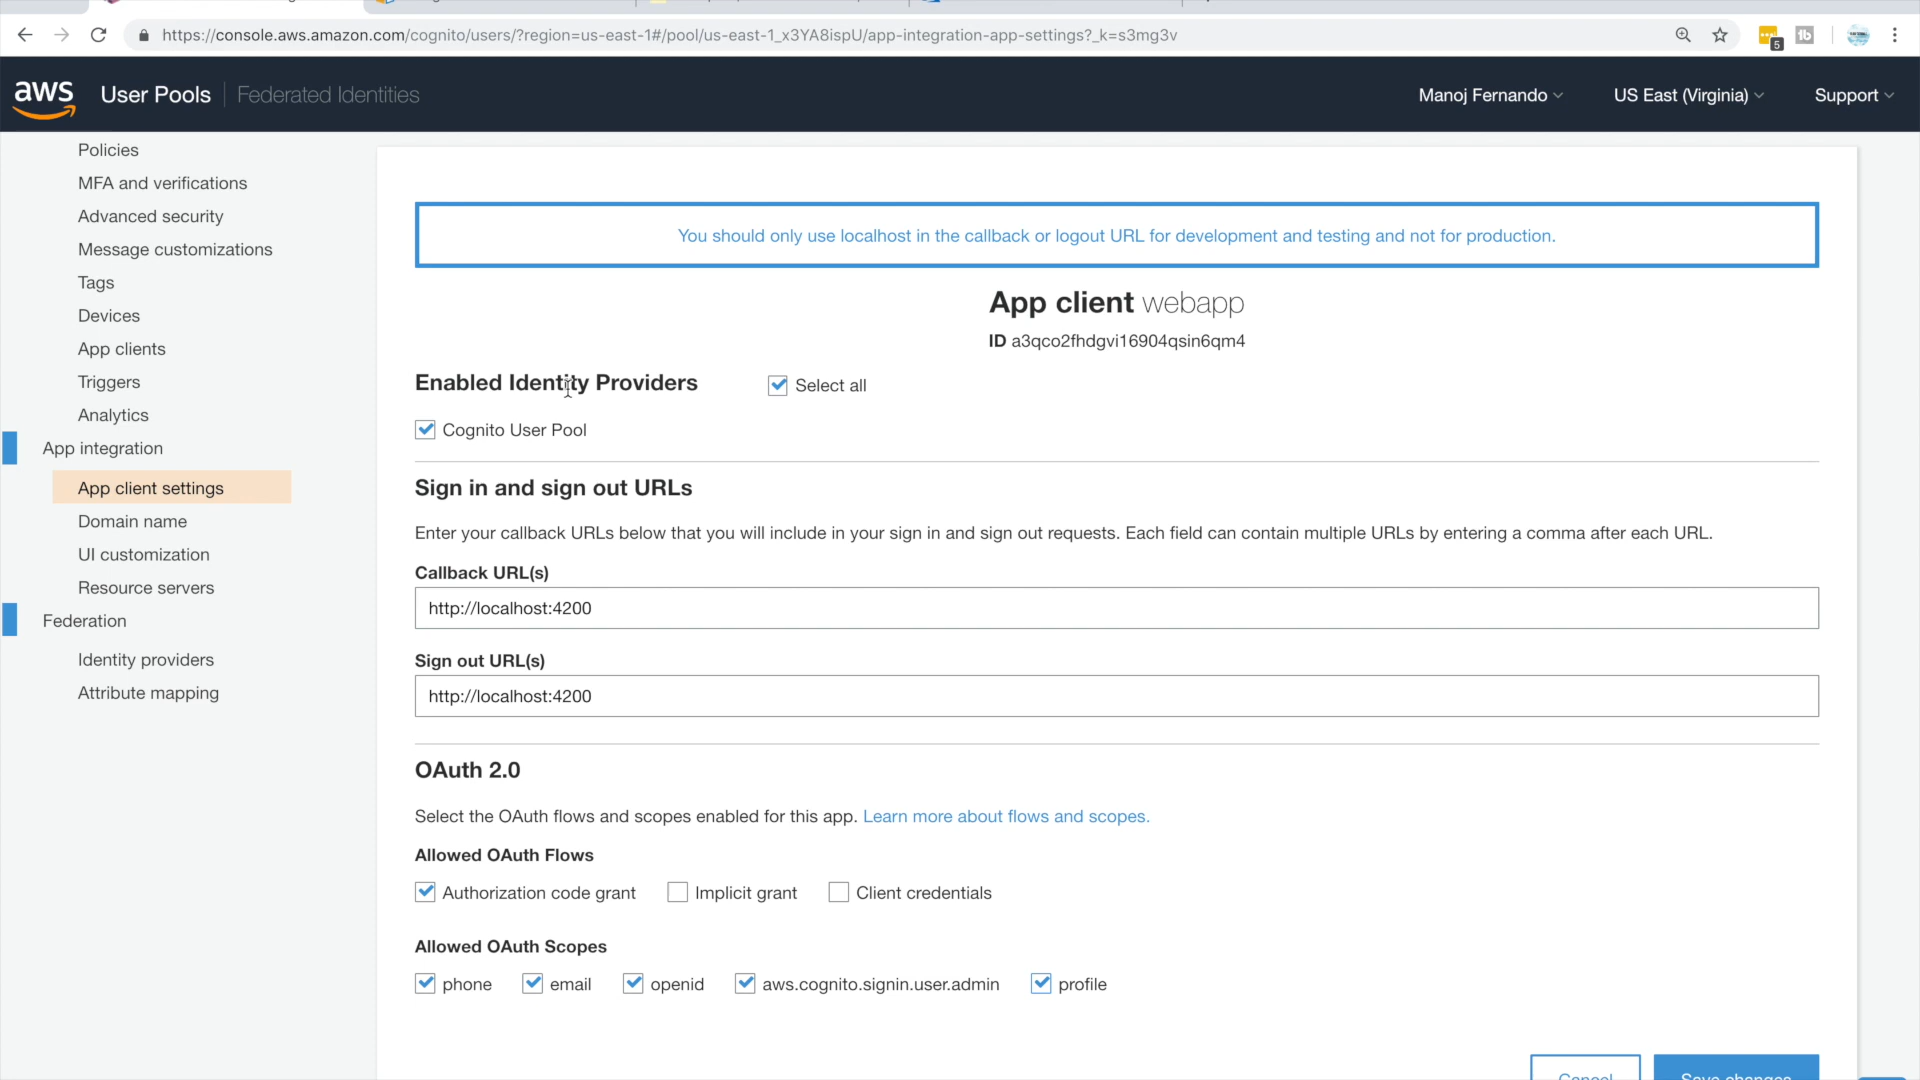 https://console.aws.amazon.com/cognito/users/?region=us-east-1#/pool/us-east-1_x3YA8ispU/app-integration-app-settings?_k=s3mg3v
5
tb
aws
User Pools
Federated Identities
Manoj Fernando
US East (Virginia)
Support
Policies
MFA and verifications
Advanced security
Message customizations
Tags
Devices
App clients
Triggers
Analytics
App integration
App client settings
Domain name
UI customization
Resource servers
Federation
Identity providers
Attribute mapping
You should only use localhost in the callback or logout URL for development and testing and not for production.
App client webapp
ID a3qco2fhdgvi16904qsin6qm4
Enabled Identity Providers
Select all
Cognito User Pool
Sign in and sign out URLs
Enter your callback URLs below that you will include in your sign in and sign out requests. Each field can contain multiple URLs by entering a comma after each URL.
Callback URL(s)
http://localhost:4200
Sign out URL(s)
http://localhost:4200
OAuth 2.0
Select the OAuth flows and scopes enabled for this app. Learn more about flows and scopes.
Allowed OAuth Flows
Authorization code grant
Implicit grant
Client credentials
Allowed OAuth Scopes
phone
email
openid
aws.cognito.signin.user.admin
profile
Cancel
Save changes